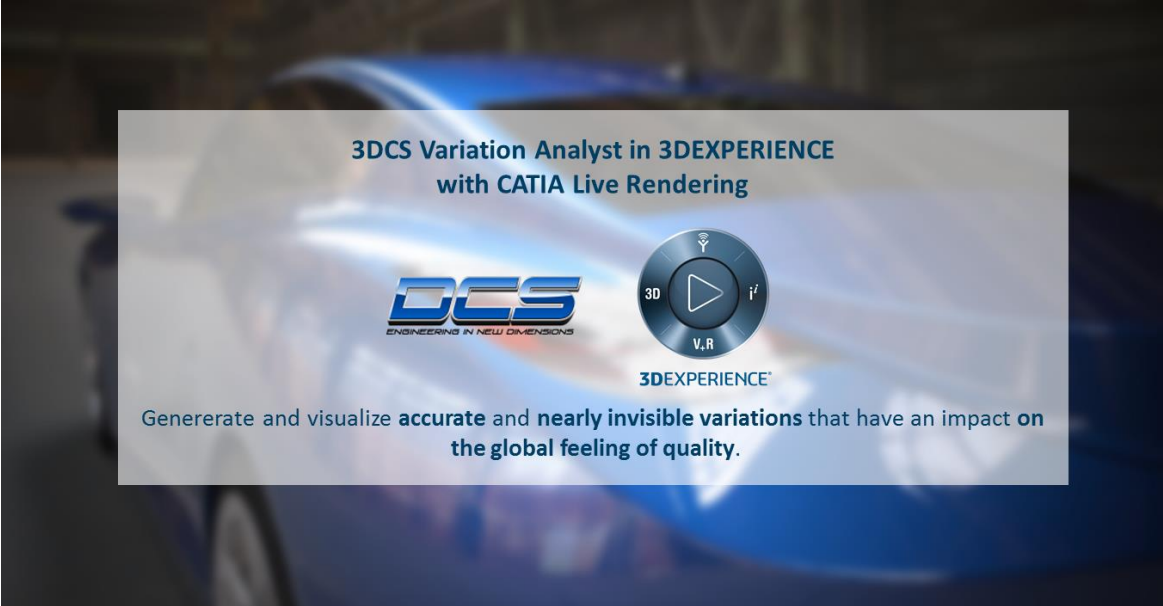 3DCS Variation Analyst in 3DEXPERIENCE
with CATIA Live Rendering
DCS
ENGINEERING IN NEW DIMENSIONS
3D
i
V+R
3DEXPERIENCE®
Genererate and visualize accurate and nearly invisible variations that have an impact on
the global feeling of quality.